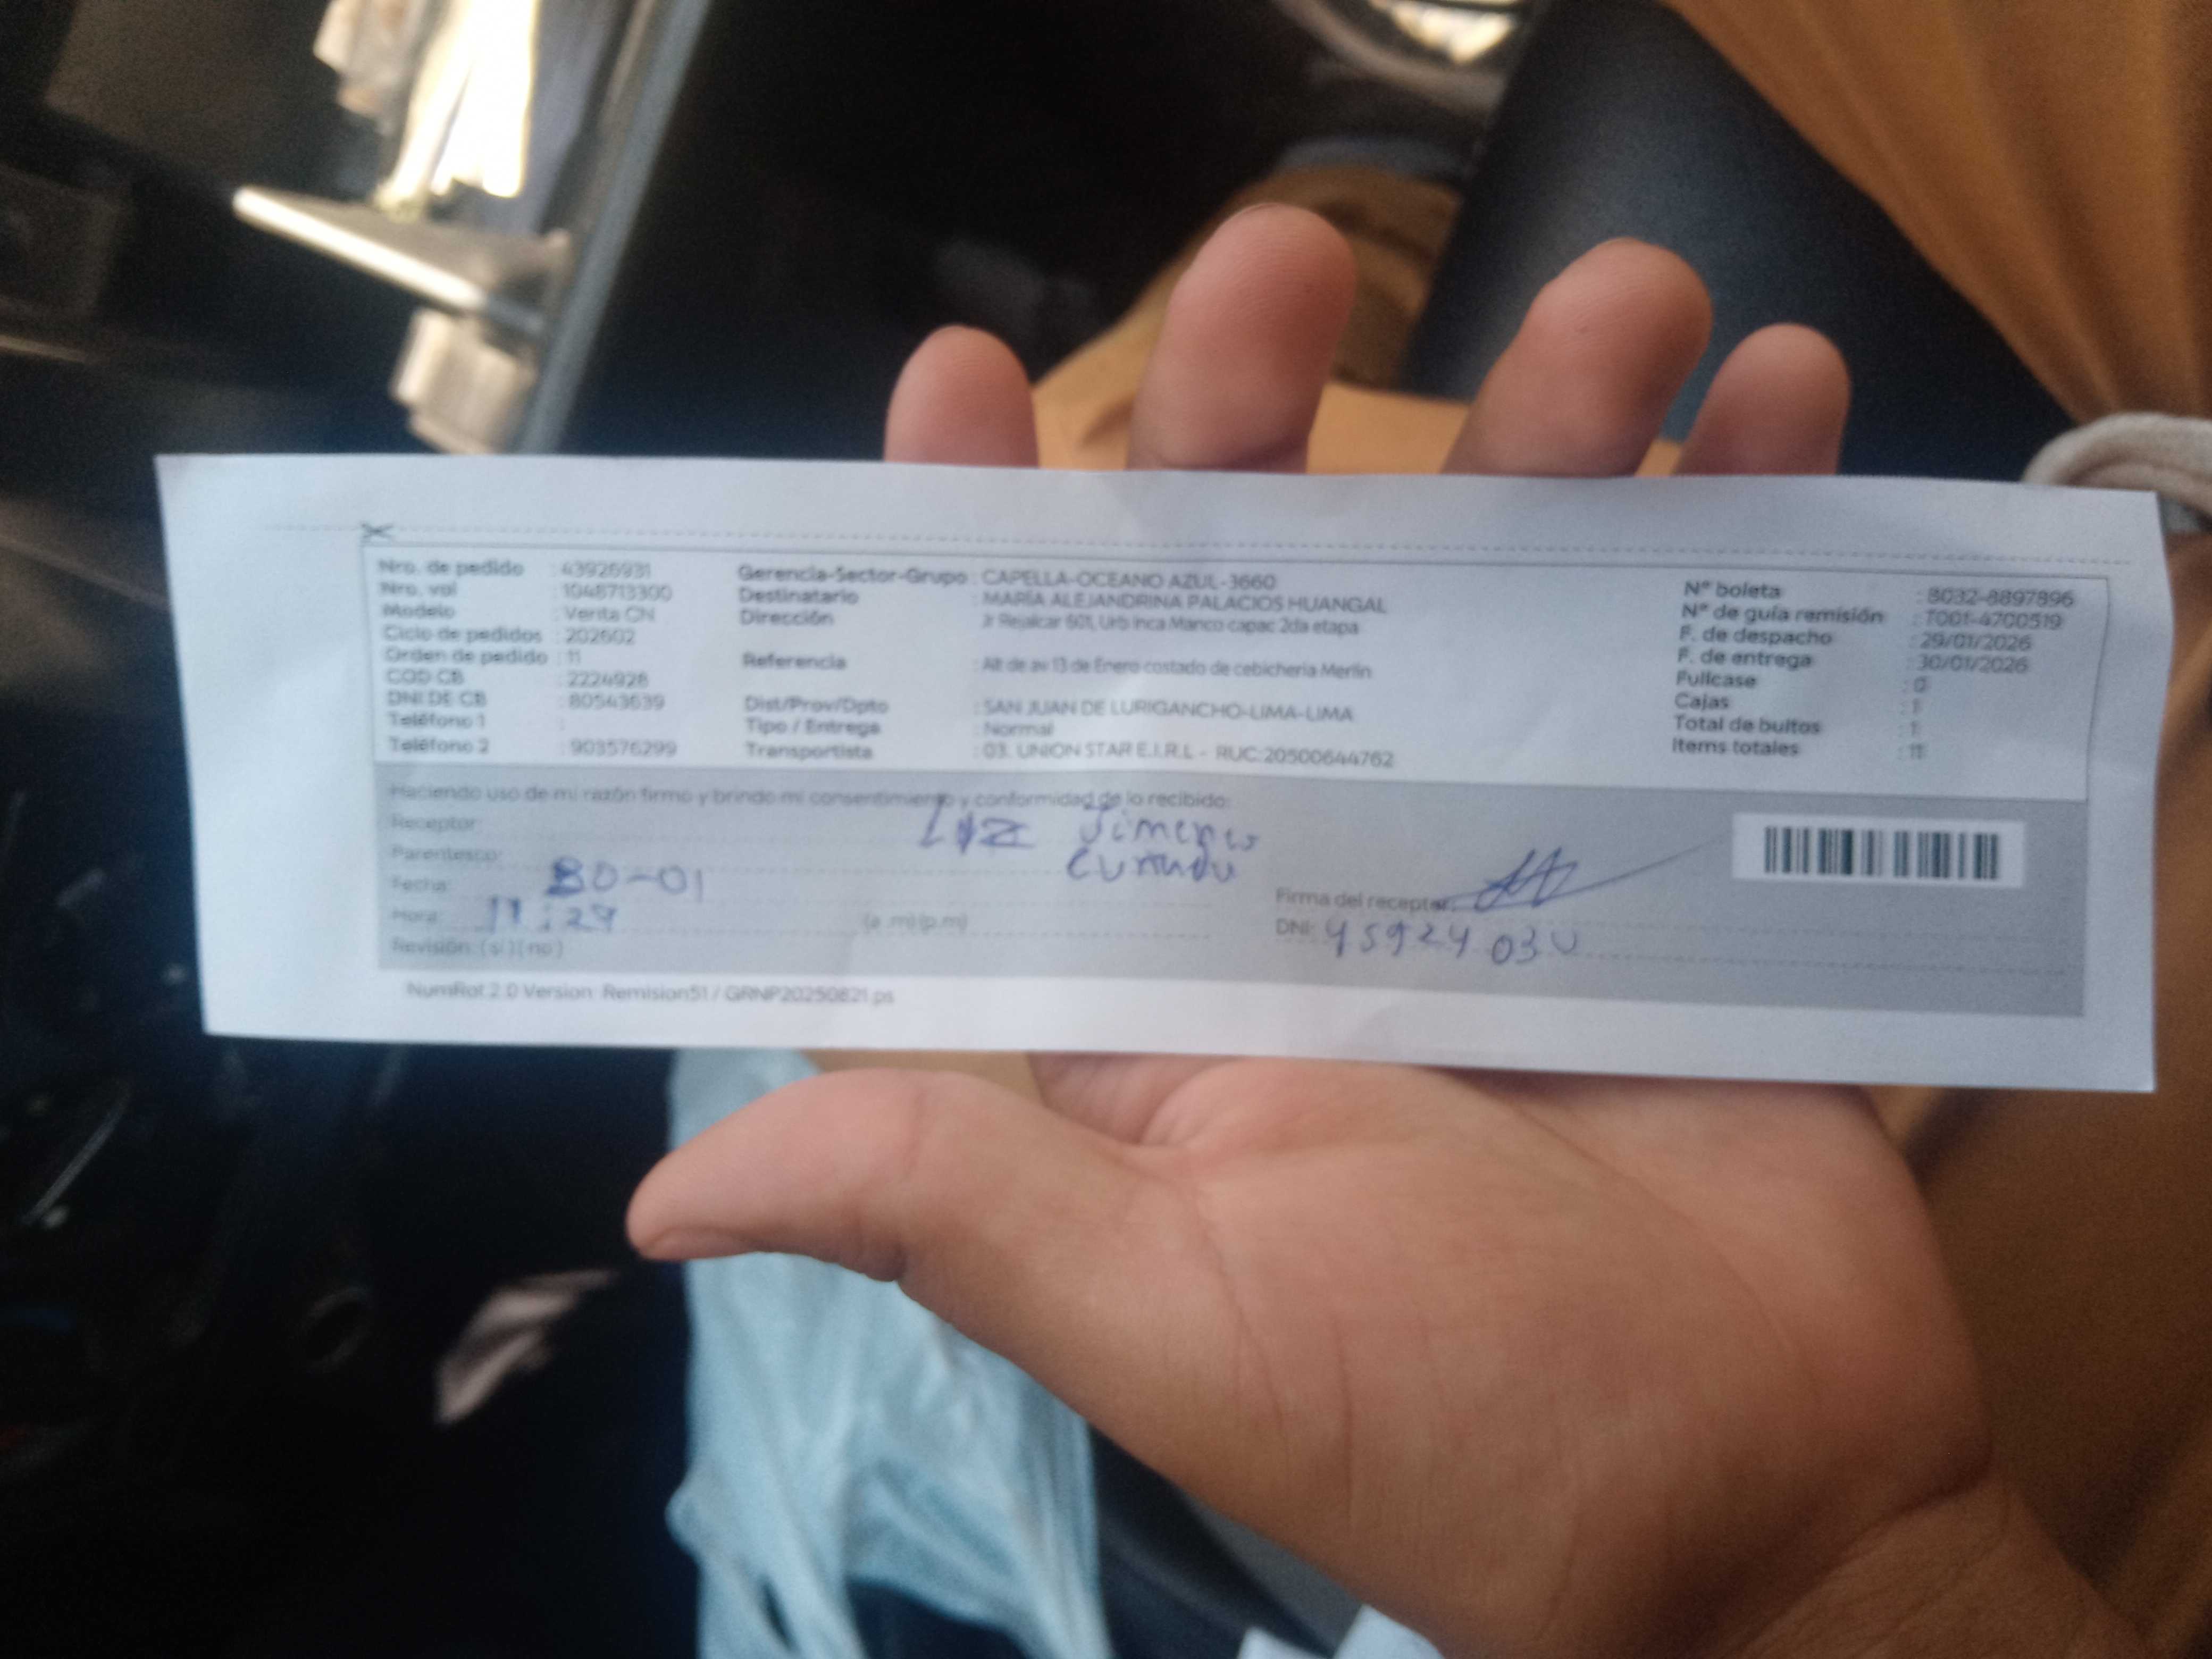 Nro. de pedido : 43926931
Nro. vol : 1048713300
Modelo : Venta CN
Ciclo de pedidos : 202602
Orden de pedido : 11
COD CB : 2224928
DNI DE CB : 80543639
Teléfono 1 :
Teléfono 2 : 903576299
Gerencia-Sector-Grupo : CAPELLA-OCEANO AZUL-3660
Destinatario : MARÍA ALEJANDRINA PALACIOS HUANGAL
Dirección : Jr Rejalcar 601, Urb Inca Manco capac 2da etapa
Referencia : Alt de av 13 de Enero costado de cebicheria Merlin
Dist/Prov/Dpto : SAN JUAN DE LURIGANCHO-LIMA-LIMA
Tipo / Entrega : Normal
Transportista : 03. UNION STAR E.I.R.L - RUC:20500644762
N° boleta : B032-8897896
N° de guía remisión : T001-4700519
F. de despacho : 29/01/2026
F. de entrega : 30/01/2026
Fullcase : 0
Cajas : 1
Total de bultos : 1
Items totales : 11
Haciendo uso de mi razón firmo y brindo mi consentimiento y conformidad de lo recibido:
Receptor: Luz
Parentesco:
Fecha: 30-01
Hora: 11:29 (a.m)(p.m)
Revisión: ( si )( no )
Firma del receptor:
DNI:
NumRot 2.0 Version: Remision51 / GRNP20250821.ps